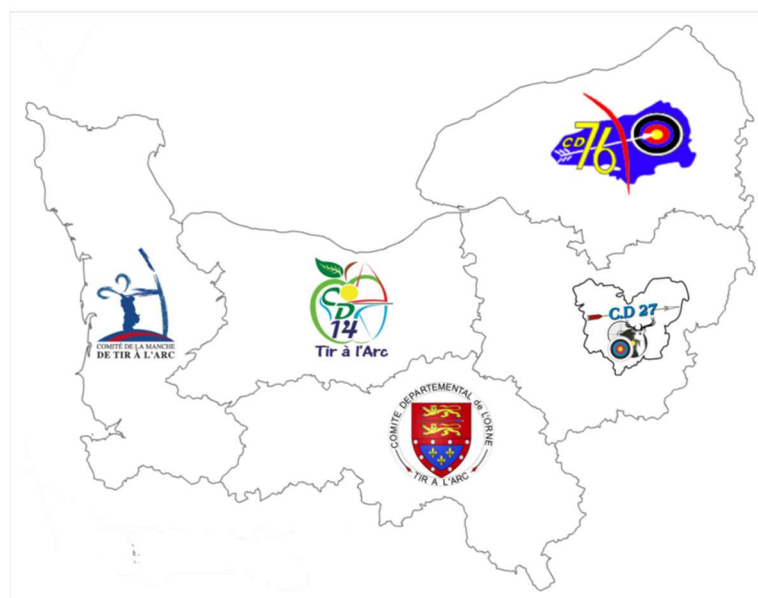 CD
76
COMITÉ DE LA MANCHE
DE TIR À L'ARC
CD
14
Tir à l'Arc
C.D 27
COMITE DEPARTEMENTAL de L'ORNE
TIR A L'ARC